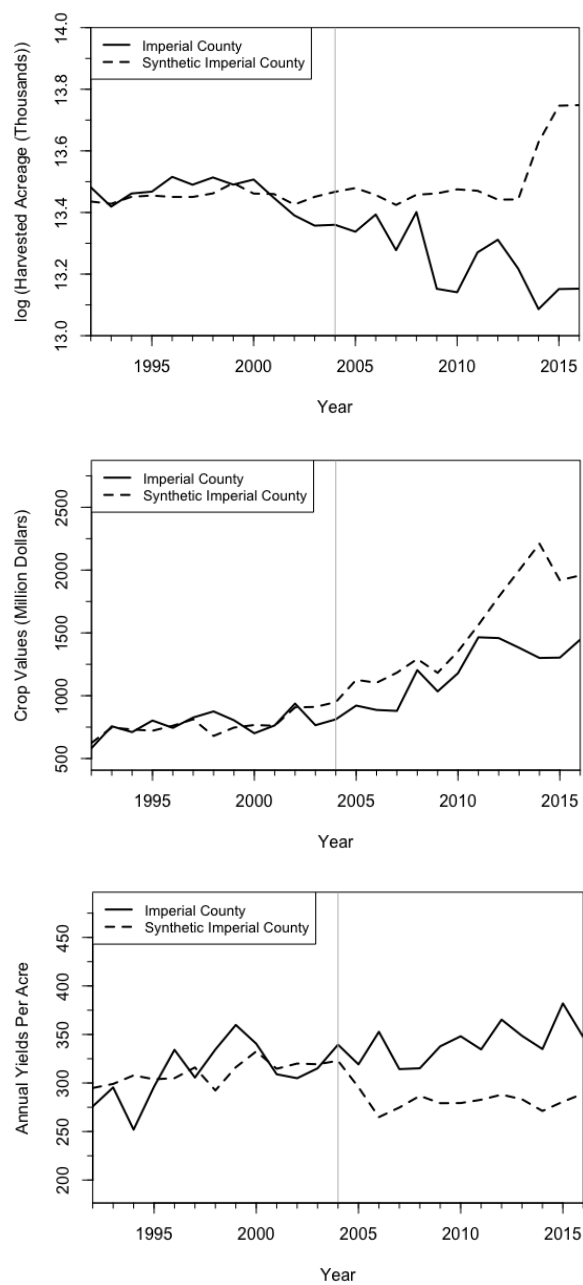 14.0
13.8
13.6
13.4
13.2
13.0
log (Harvested Acreage (Thousands))
Imperial County
Synthetic Imperial County
1995 2000 2005 2010 2015
Year
2500
2000
1500
1000
500
Crop Values (Million Dollars)
Imperial County
Synthetic Imperial County
1995 2000 2005 2010 2015
Year
450
400
350
300
250
200
Annual Yields Per Acre
Imperial County
Synthetic Imperial County
1995 2000 2005 2010 2015
Year